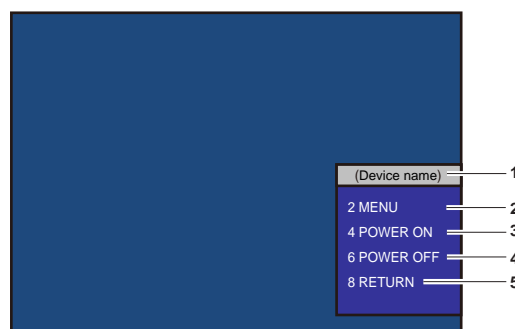 (Device name) 1
2 MENU 2
4 POWER ON 3
6 POWER OFF 4
8 RETURN 5